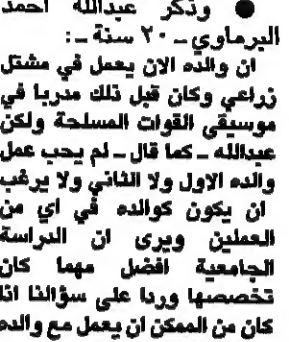 ● وذكر عبدالله احمد
البرماوي ـ ٢٠ سنة ـ :
ان والده الان يعمل في مشتل
زراعي وكان قبل ذلك مدربا في
موسيقى القوات المسلحة ولكن
عبدالله ـ كما قال ـ لم يحب عمل
والده الاول ولا الثاني ولا يرغب
ان يكون كوالده في اي من
العملين ويرى ان الدراسة
الجامعية افضل مهما كان
تخصصها وردا على سؤالنا اذا
كان من الممكن ان يعمل مع والده